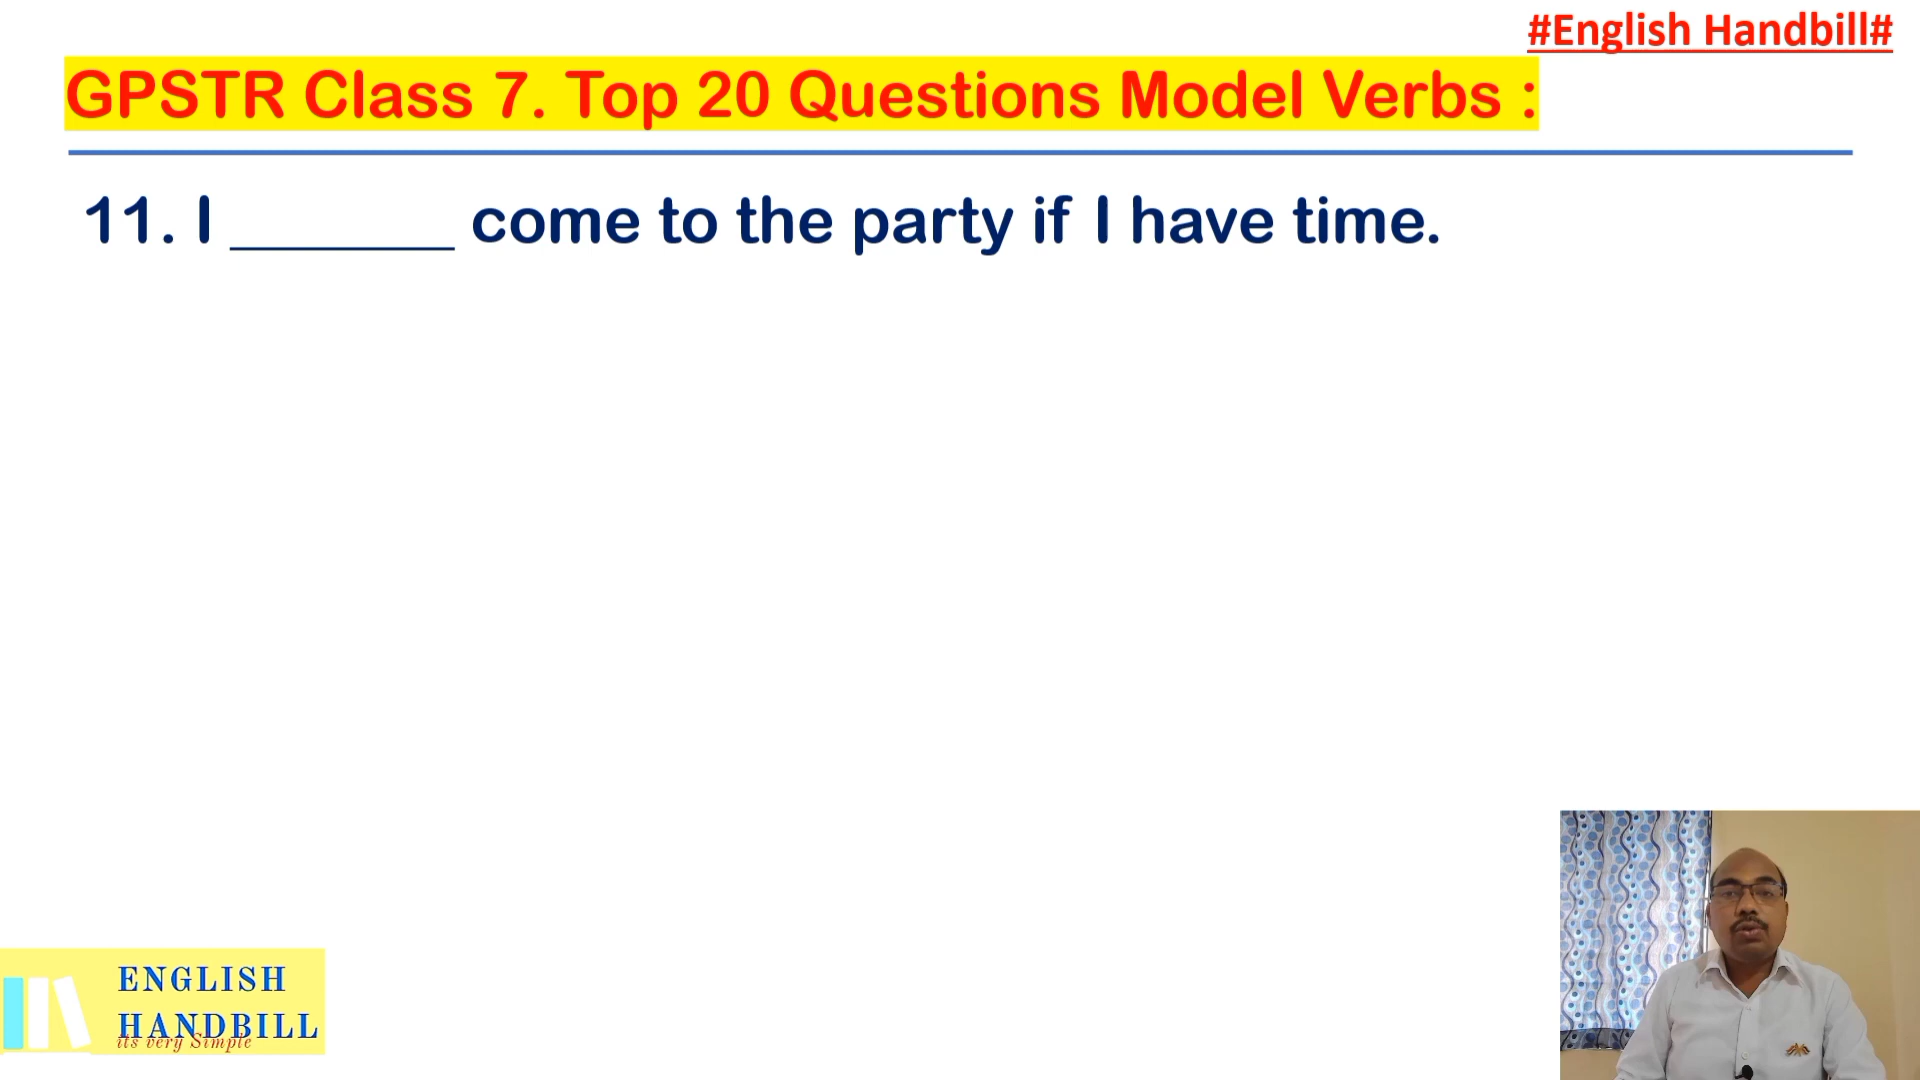 #English Handbill#
GPSTR Class 7. Top 20 Questions Model Verbs :
11. I _______ come to the party if I have time.
ENGLISH
HANDBILL
its very Simple